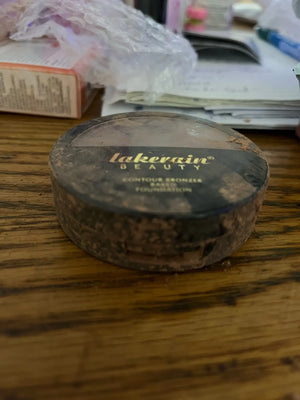 lakerain®
BEAUTY
CONTOUR BRONZER
BAKED
FOUNDATION